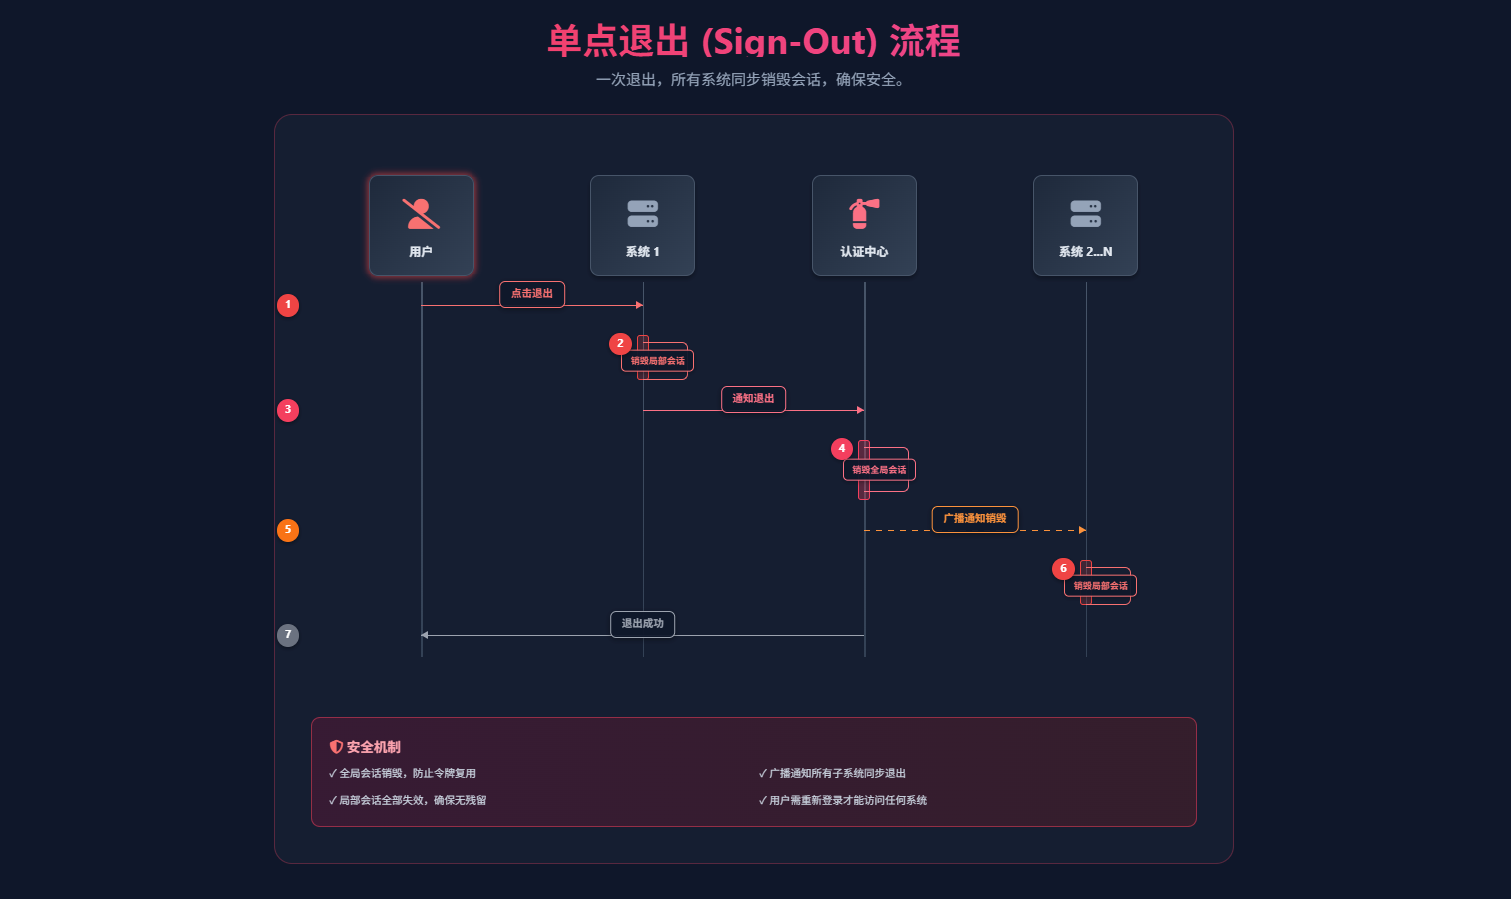 单点退出 (Sign-Out) 流程
一次退出，所有系统同步销毁会话，确保安全。
用户
系统 1
认证中心
系统 2...N
1
点击退出
2
销毁局部会话
3
通知退出
4
销毁全局会话
5
广播通知销毁
6
销毁局部会话
7
退出成功
安全机制
✓ 全局会话销毁，防止令牌复用
✓ 广播通知所有子系统同步退出
✓ 局部会话全部失效，确保无残留
✓ 用户需重新登录才能访问任何系统